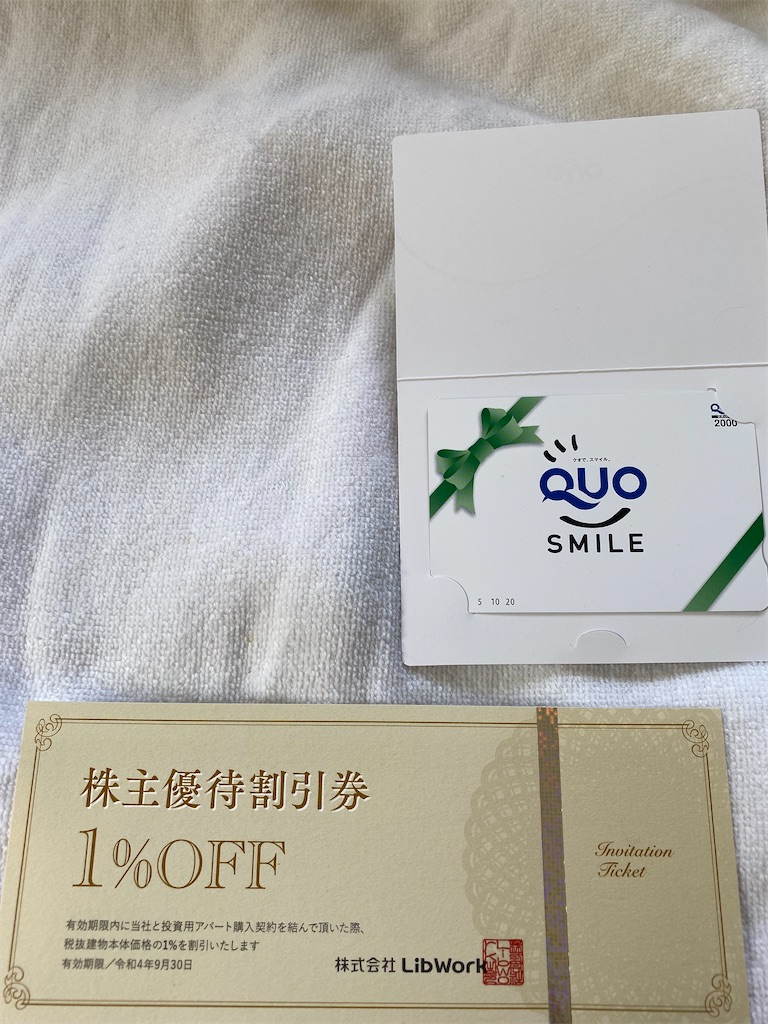 2000
クオで、スマイル。
QUO
SMILE
5 10 20
株主優待割引券
1%OFF
Invitation
Ticket
有効期限内に当社と投資用アパート購入契約を結んで頂いた際、
税抜建物本体価格の1%を割引いたします
有効期限／令和4年9月30日
株式会社 LibWork